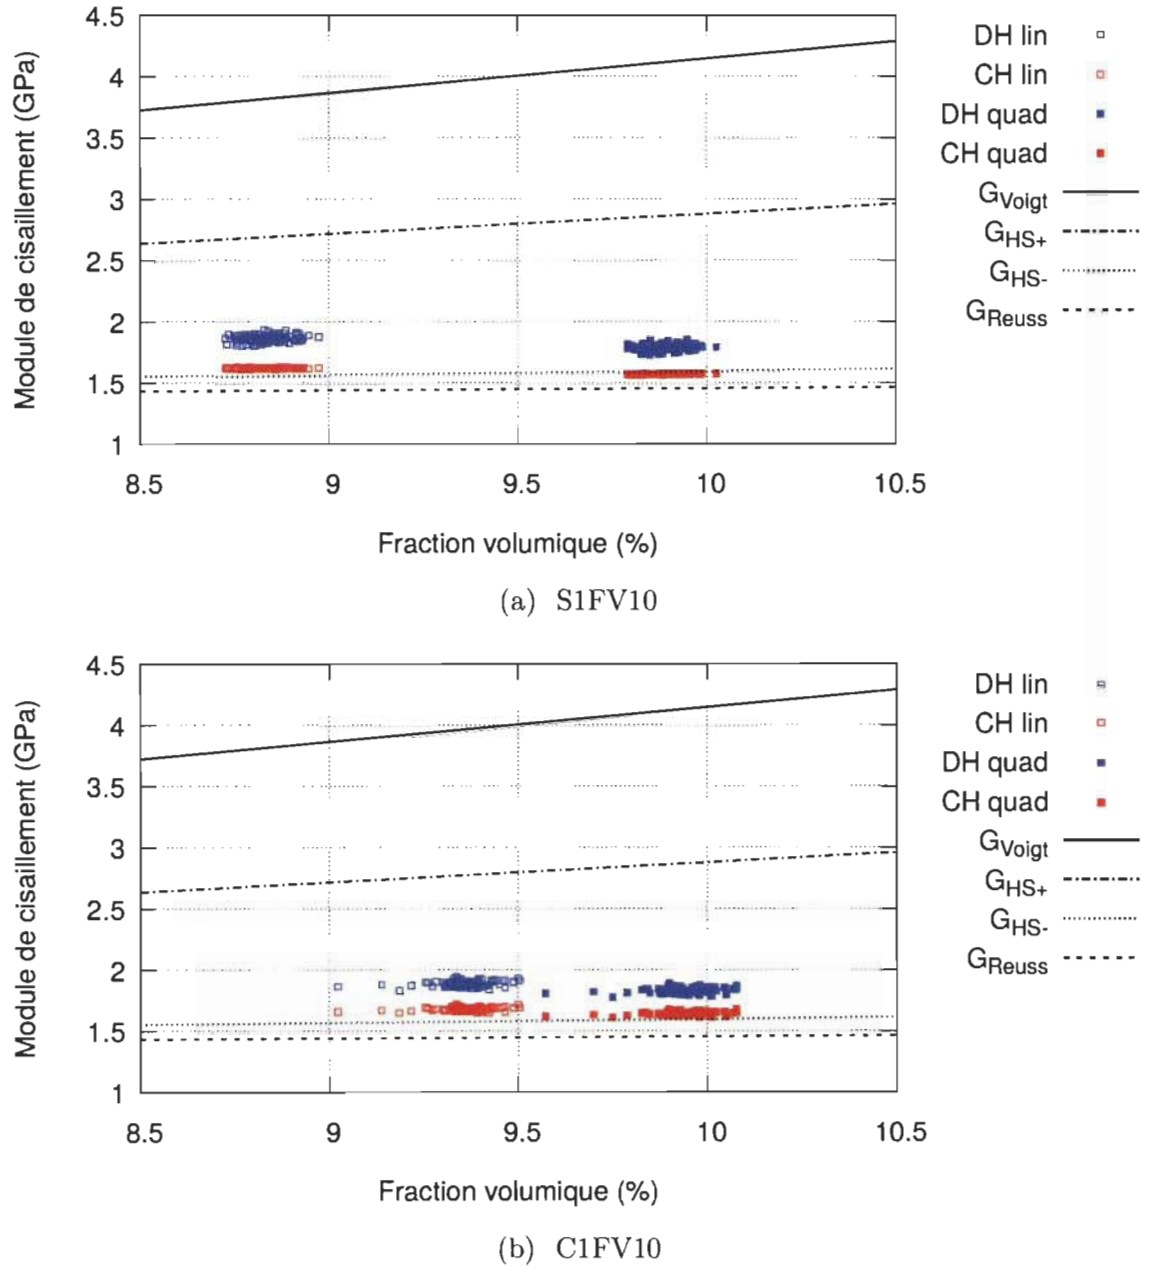 Module de cisaillement (GPa)
4.5
4
3.5
3
2.5
2
1.5
1
8.5 9 9.5 10 10.5
Fraction volumique (%)
DH lin
CH lin
DH quad
CH quad
GVoigt
GHS+
GHS-
GReuss
(a) S1FV10
Module de cisaillement (GPa)
4.5
4
3.5
3
2.5
2
1.5
1
8.5 9 9.5 10 10.5
Fraction volumique (%)
DH lin
CH lin
DH quad
CH quad
GVoigt
GHS+
GHS-
GReuss
(b) C1FV10